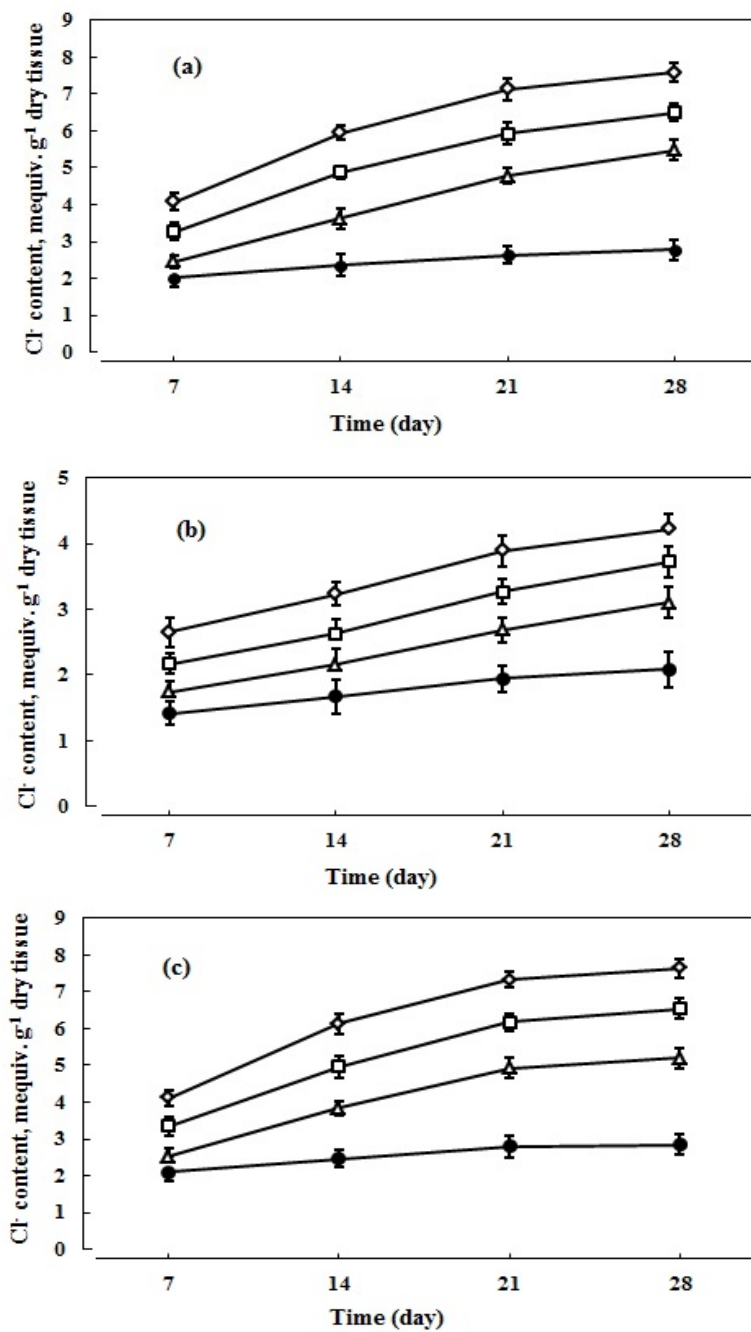 9
8
7
6
5
4
3
2
1
0
(a)
Cl- content, mequiv. g-1 dry tissue
7 14 21 28
Time (day)
5
4
3
2
1
0
(b)
Cl- content, mequiv. g-1 dry tissue
7 14 21 28
Time (day)
9
8
7
6
5
4
3
2
1
0
(c)
Cl- content, mequiv. g-1 dry tissue
7 14 21 28
Time (day)